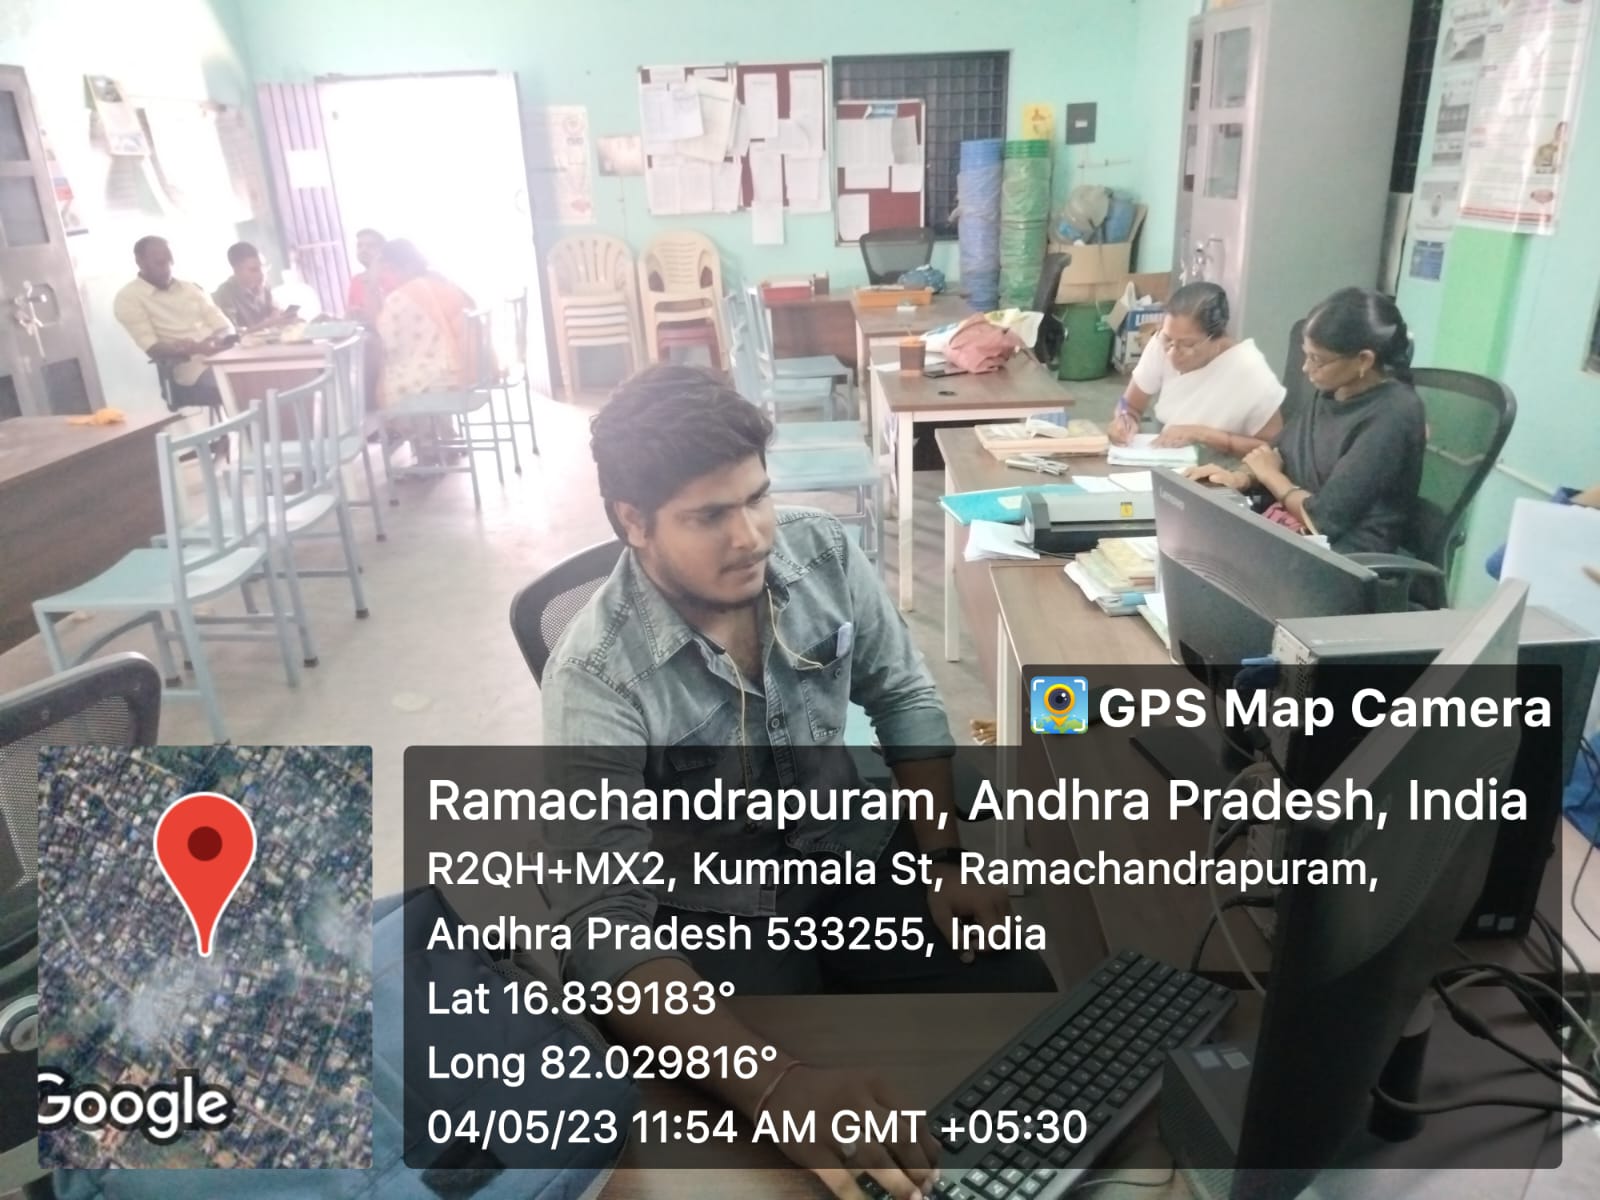 GPS Map Camera
Ramachandrapuram, Andhra Pradesh, India
R2QH+MX2, Kummala St, Ramachandrapuram,
Andhra Pradesh 533255, India
Lat 16.839183°
Long 82.029816°
04/05/23 11:54 AM GMT +05:30
Google
Lenovo